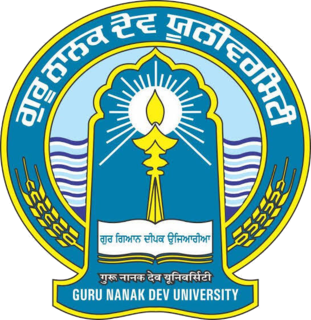 ਗੁਰੂ ਨਾਨਕ ਦੇਵ ਯੂਨੀਵਰਸਿਟੀ
ਗੁਰ ਗਿਆਨ ਦੀਪਕ ਉਜਿਆਰੀਆ
गुरू नानक देव यूनिवर्सिटी
GURU NANAK DEV UNIVERSITY